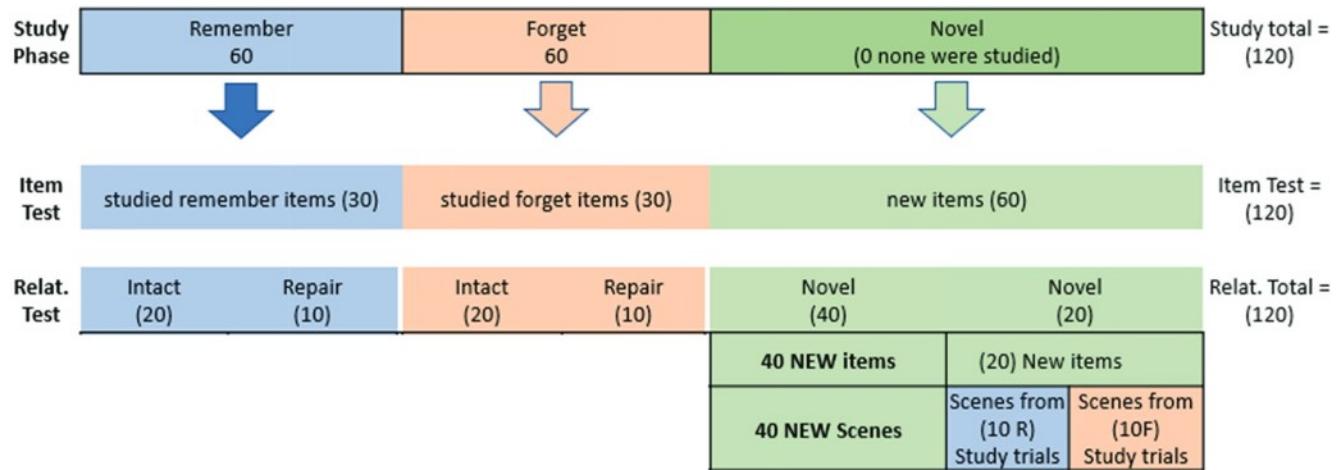 Study Phase
Remember
60
Forget
60
Novel
(0 none were studied)
Study total =
(120)
Item Test
studied remember items (30)
studied forget items (30)
new items (60)
Item Test =
(120)
Relat. Test
Intact
(20)
Repair
(10)
Intact
(20)
Repair
(10)
Novel
(40)
Novel
(20)
Relat. Total =
(120)
40 NEW items
(20) New items
40 NEW Scenes
Scenes from
(10 R)
Study trials
Scenes from
(10F)
Study trials